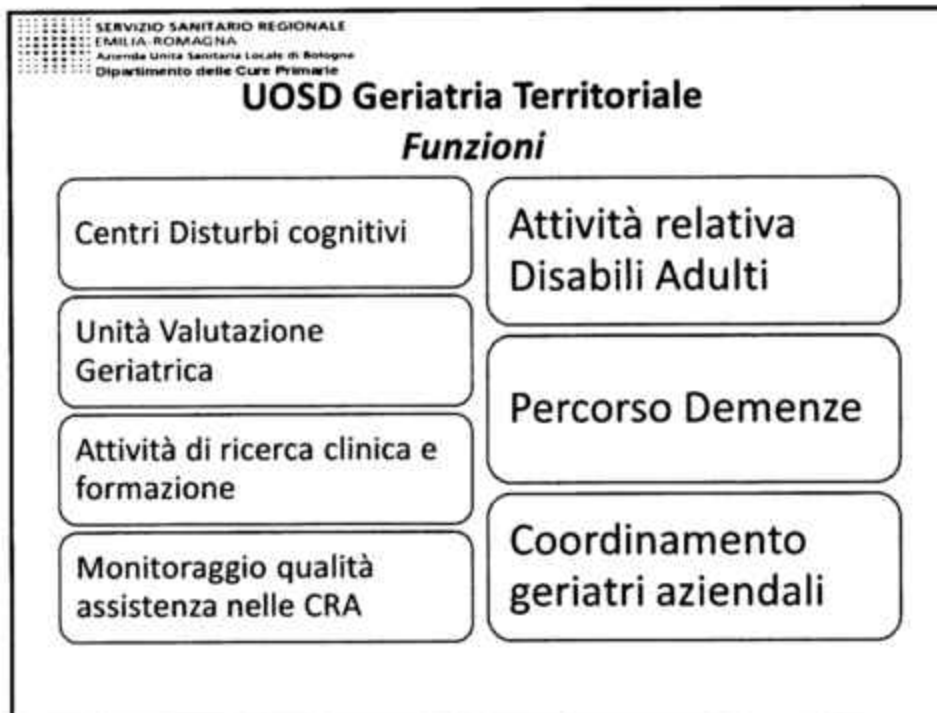 SERVIZIO SANITARIO REGIONALE
EMILIA-ROMAGNA
Azienda Unità Sanitaria Locale di Bologna
Dipartimento delle Cure Primarie
UOSD Geriatria Territoriale
Funzioni
Centri Disturbi cognitivi
Unità Valutazione
Geriatrica
Attività di ricerca clinica e
formazione
Monitoraggio qualità
assistenza nelle CRA
Attività relativa
Disabili Adulti
Percorso Demenze
Coordinamento
geriatri aziendali